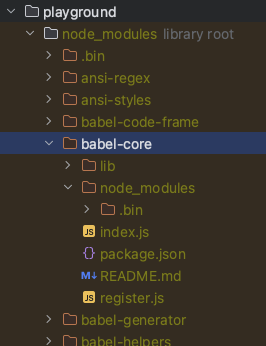 playground
node_modules library root
.bin
ansi-regex
ansi-styles
babel-code-frame
babel-core
lib
node_modules
.bin
JS index.js
{} package.json
M↓ README.md
JS register.js
babel-generator
babel-helpers